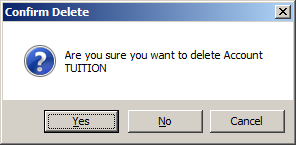 Confirm Delete
Are you sure you want to delete Account
TUITION
Yes
No
Cancel